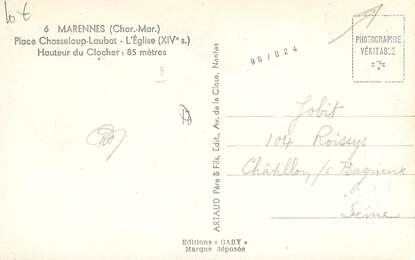 6 MARENNES (Char.-Mar.)
Place Chasseloup-Laubat - L'Église (XIVᵉ s.)
Hauteur du Clocher : 85 mètres
90/024
PHOTOGRAPHIE
VÉRITABLE
ARTAUD Père & Fils, Edit., Av. de la Close, Nantes
Jobit
104 Roissys
Châtillon /s Bagneux
Seine
Editions « GABY »
Marque déposée